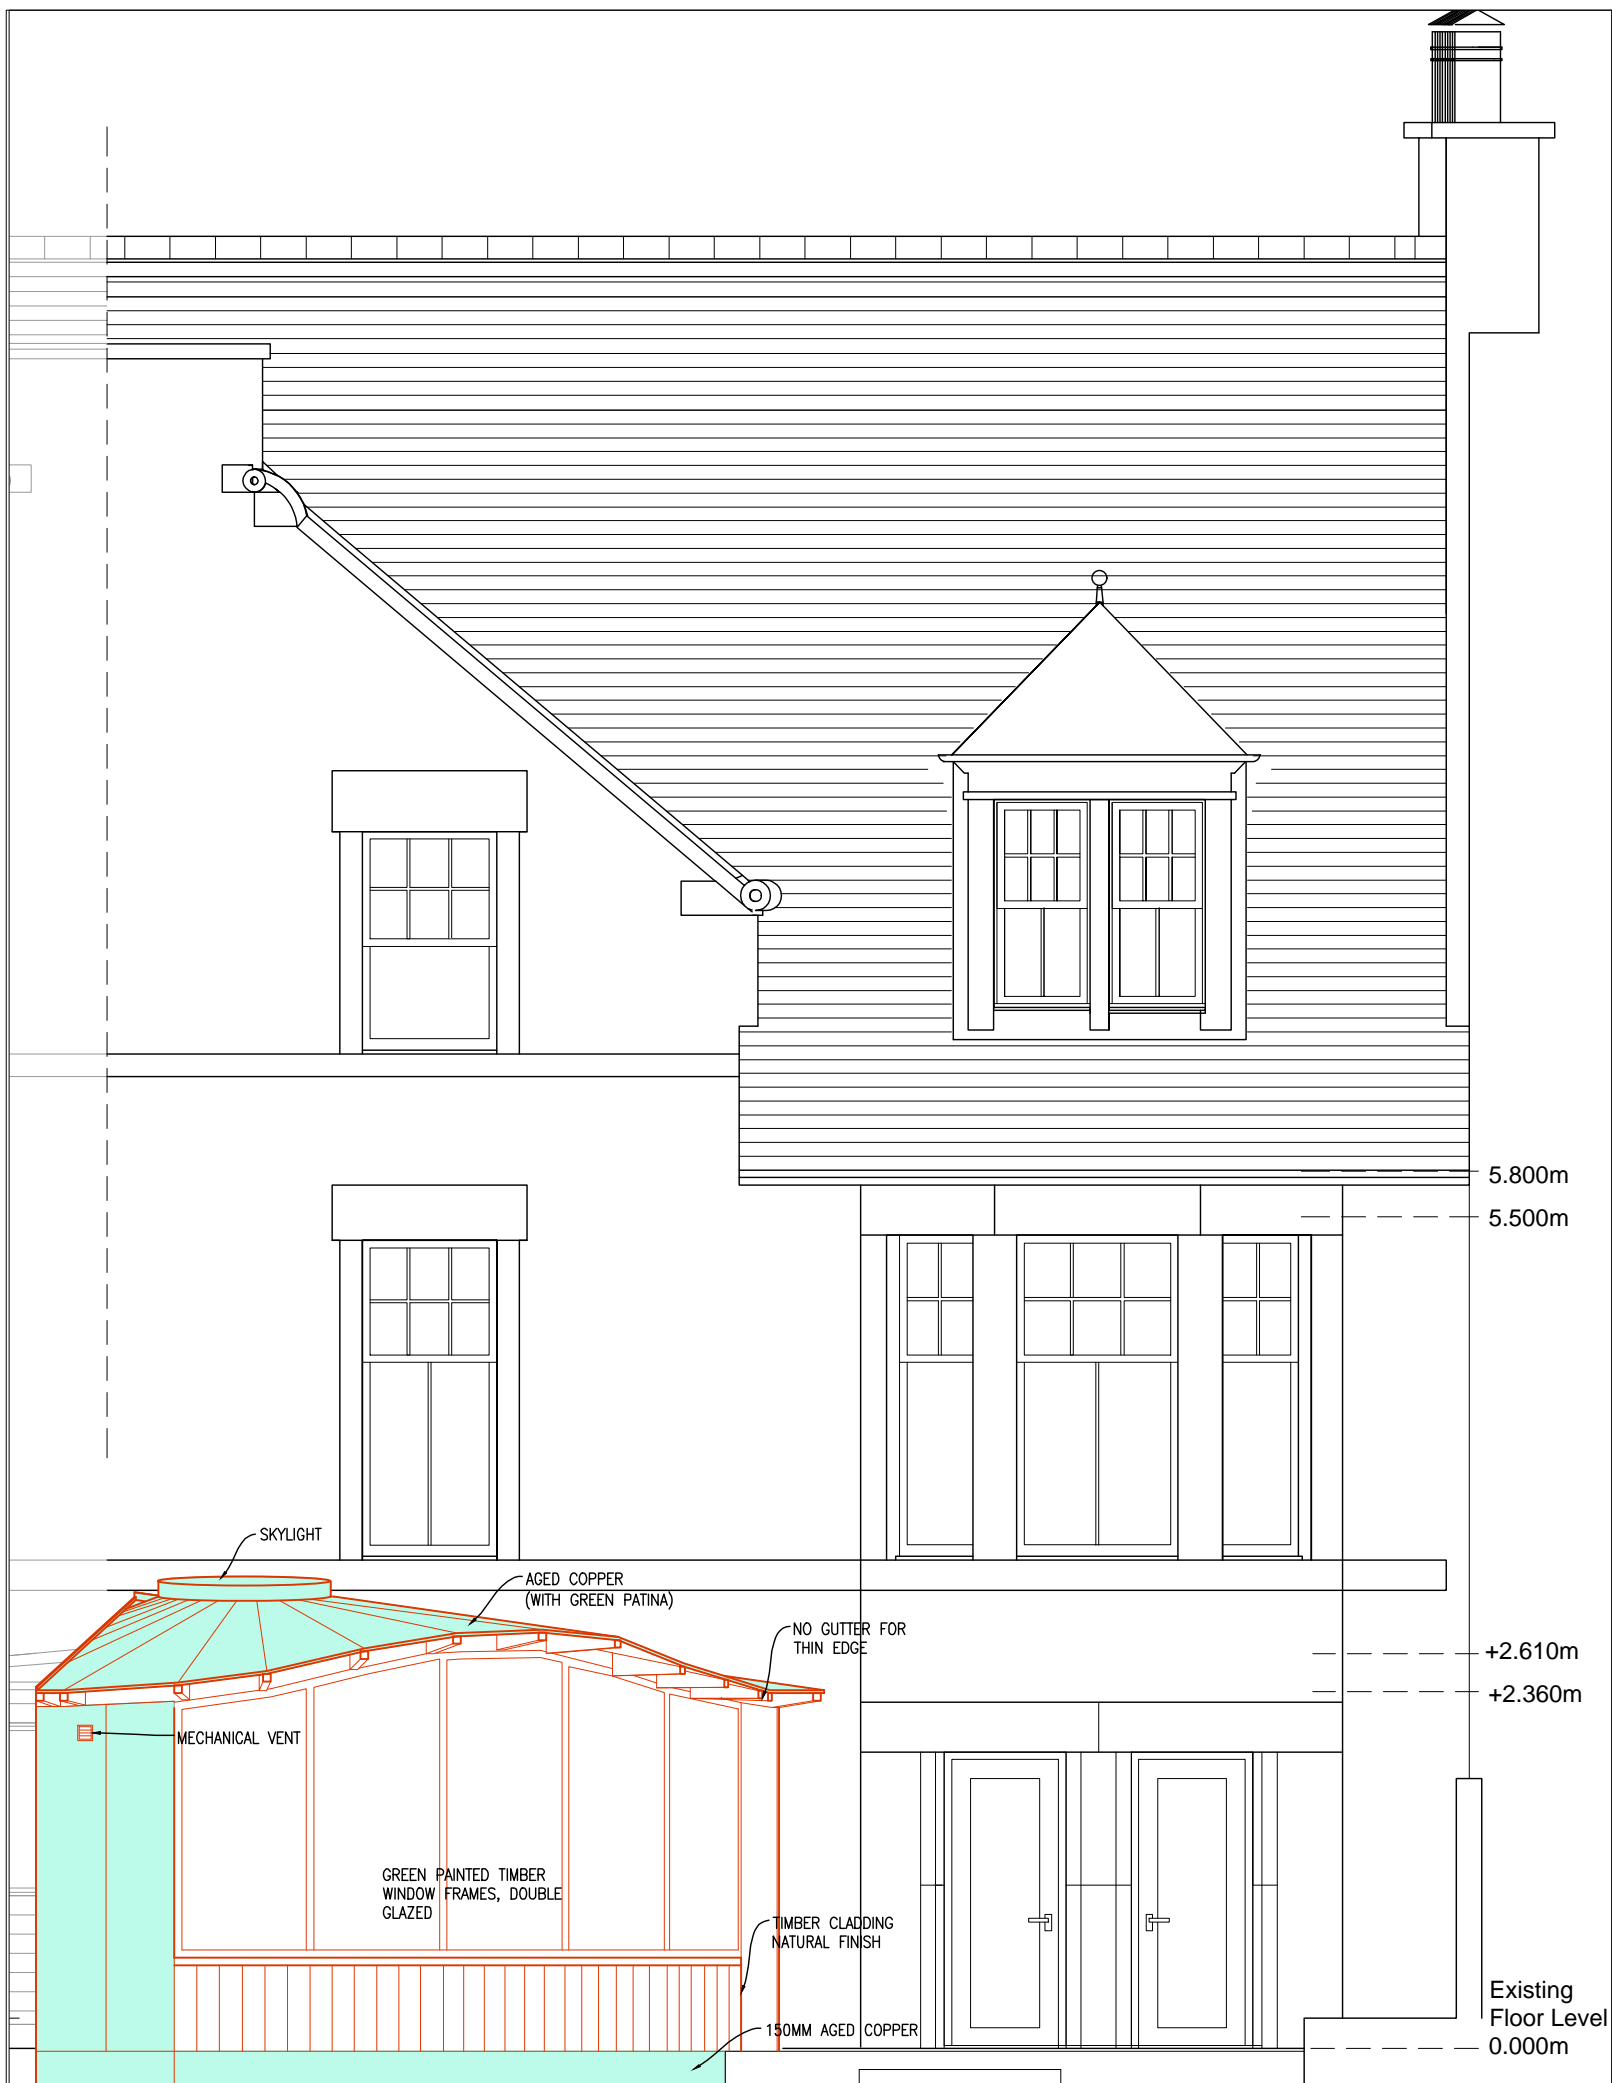 5.800m
5.500m
SKYLIGHT
AGED COPPER
(WITH GREEN PATINA)
NO GUTTER FOR
THIN EDGE
+2.610m
+2.360m
MECHANICAL VENT
GREEN PAINTED TIMBER
WINDOW FRAMES, DOUBLE
GLAZED
TIMBER CLADDING
NATURAL FINISH
Existing
Floor Level
0.000m
150MM AGED COPPER